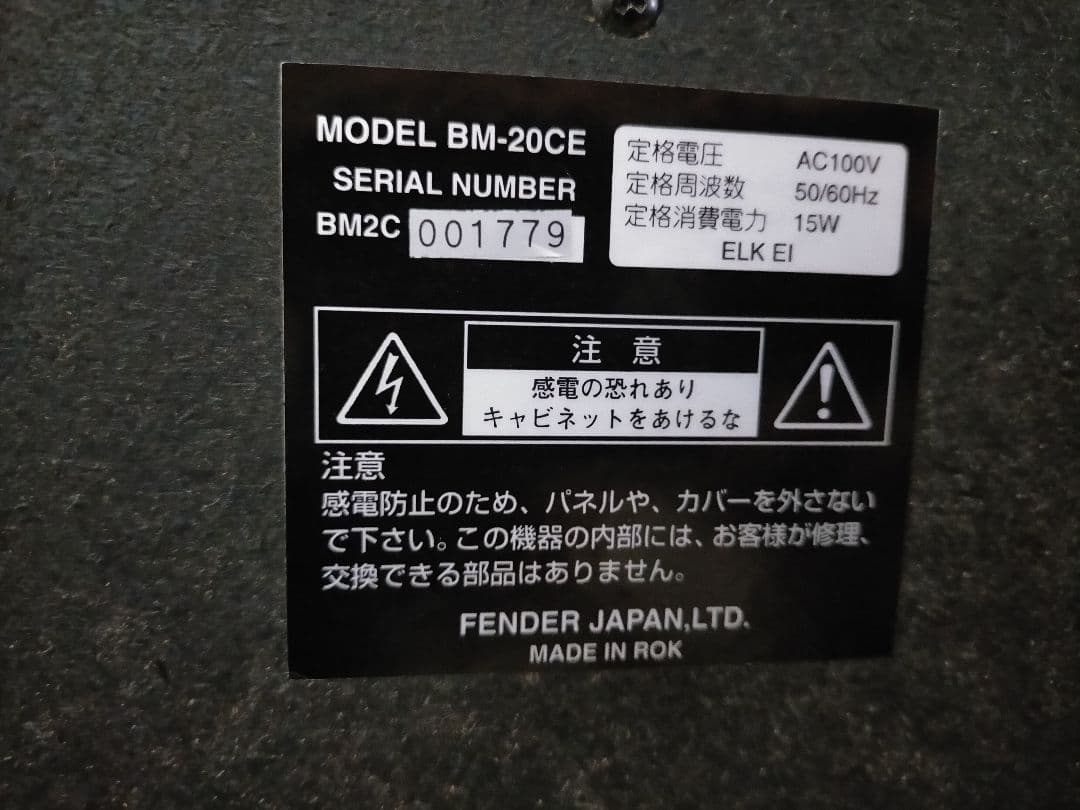 MODEL BM-20CE
SERIAL NUMBER
BM2C 001779
定格電圧 AC100V
定格周波数 50/60Hz
定格消費電力 15W
ELK EI
注 意
感電の恐れあり
キャビネットをあけるな
注意
感電防止のため、パネルや、カバーを外さない
で下さい。この機器の内部には、お客様が修理、
交換できる部品はありません。
FENDER JAPAN,LTD.
MADE IN ROK